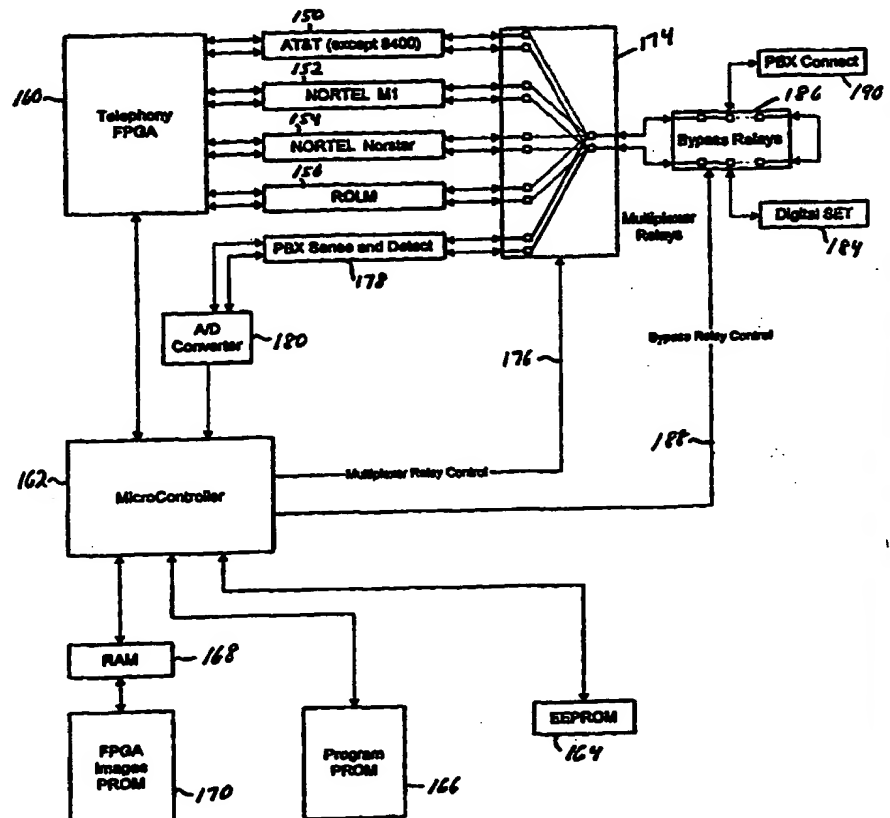 150
AT&T (except 8400)
174
160
Telephony
FPGA
152
NORTEL M1
PBX Connect
190
186
154
NORTEL Norstar
Bypass Relays
156
ROLM
Multiplexer
Relays
Digital SET
184
PBX Sense and Detect
178
A/D
Converter
180
176
Bypass Relay Control
188
162
MicroController
Multiplexer Relay Control
RAM
168
FPGA
Images
PROM
170
Program
PROM
166
EEPROM
164